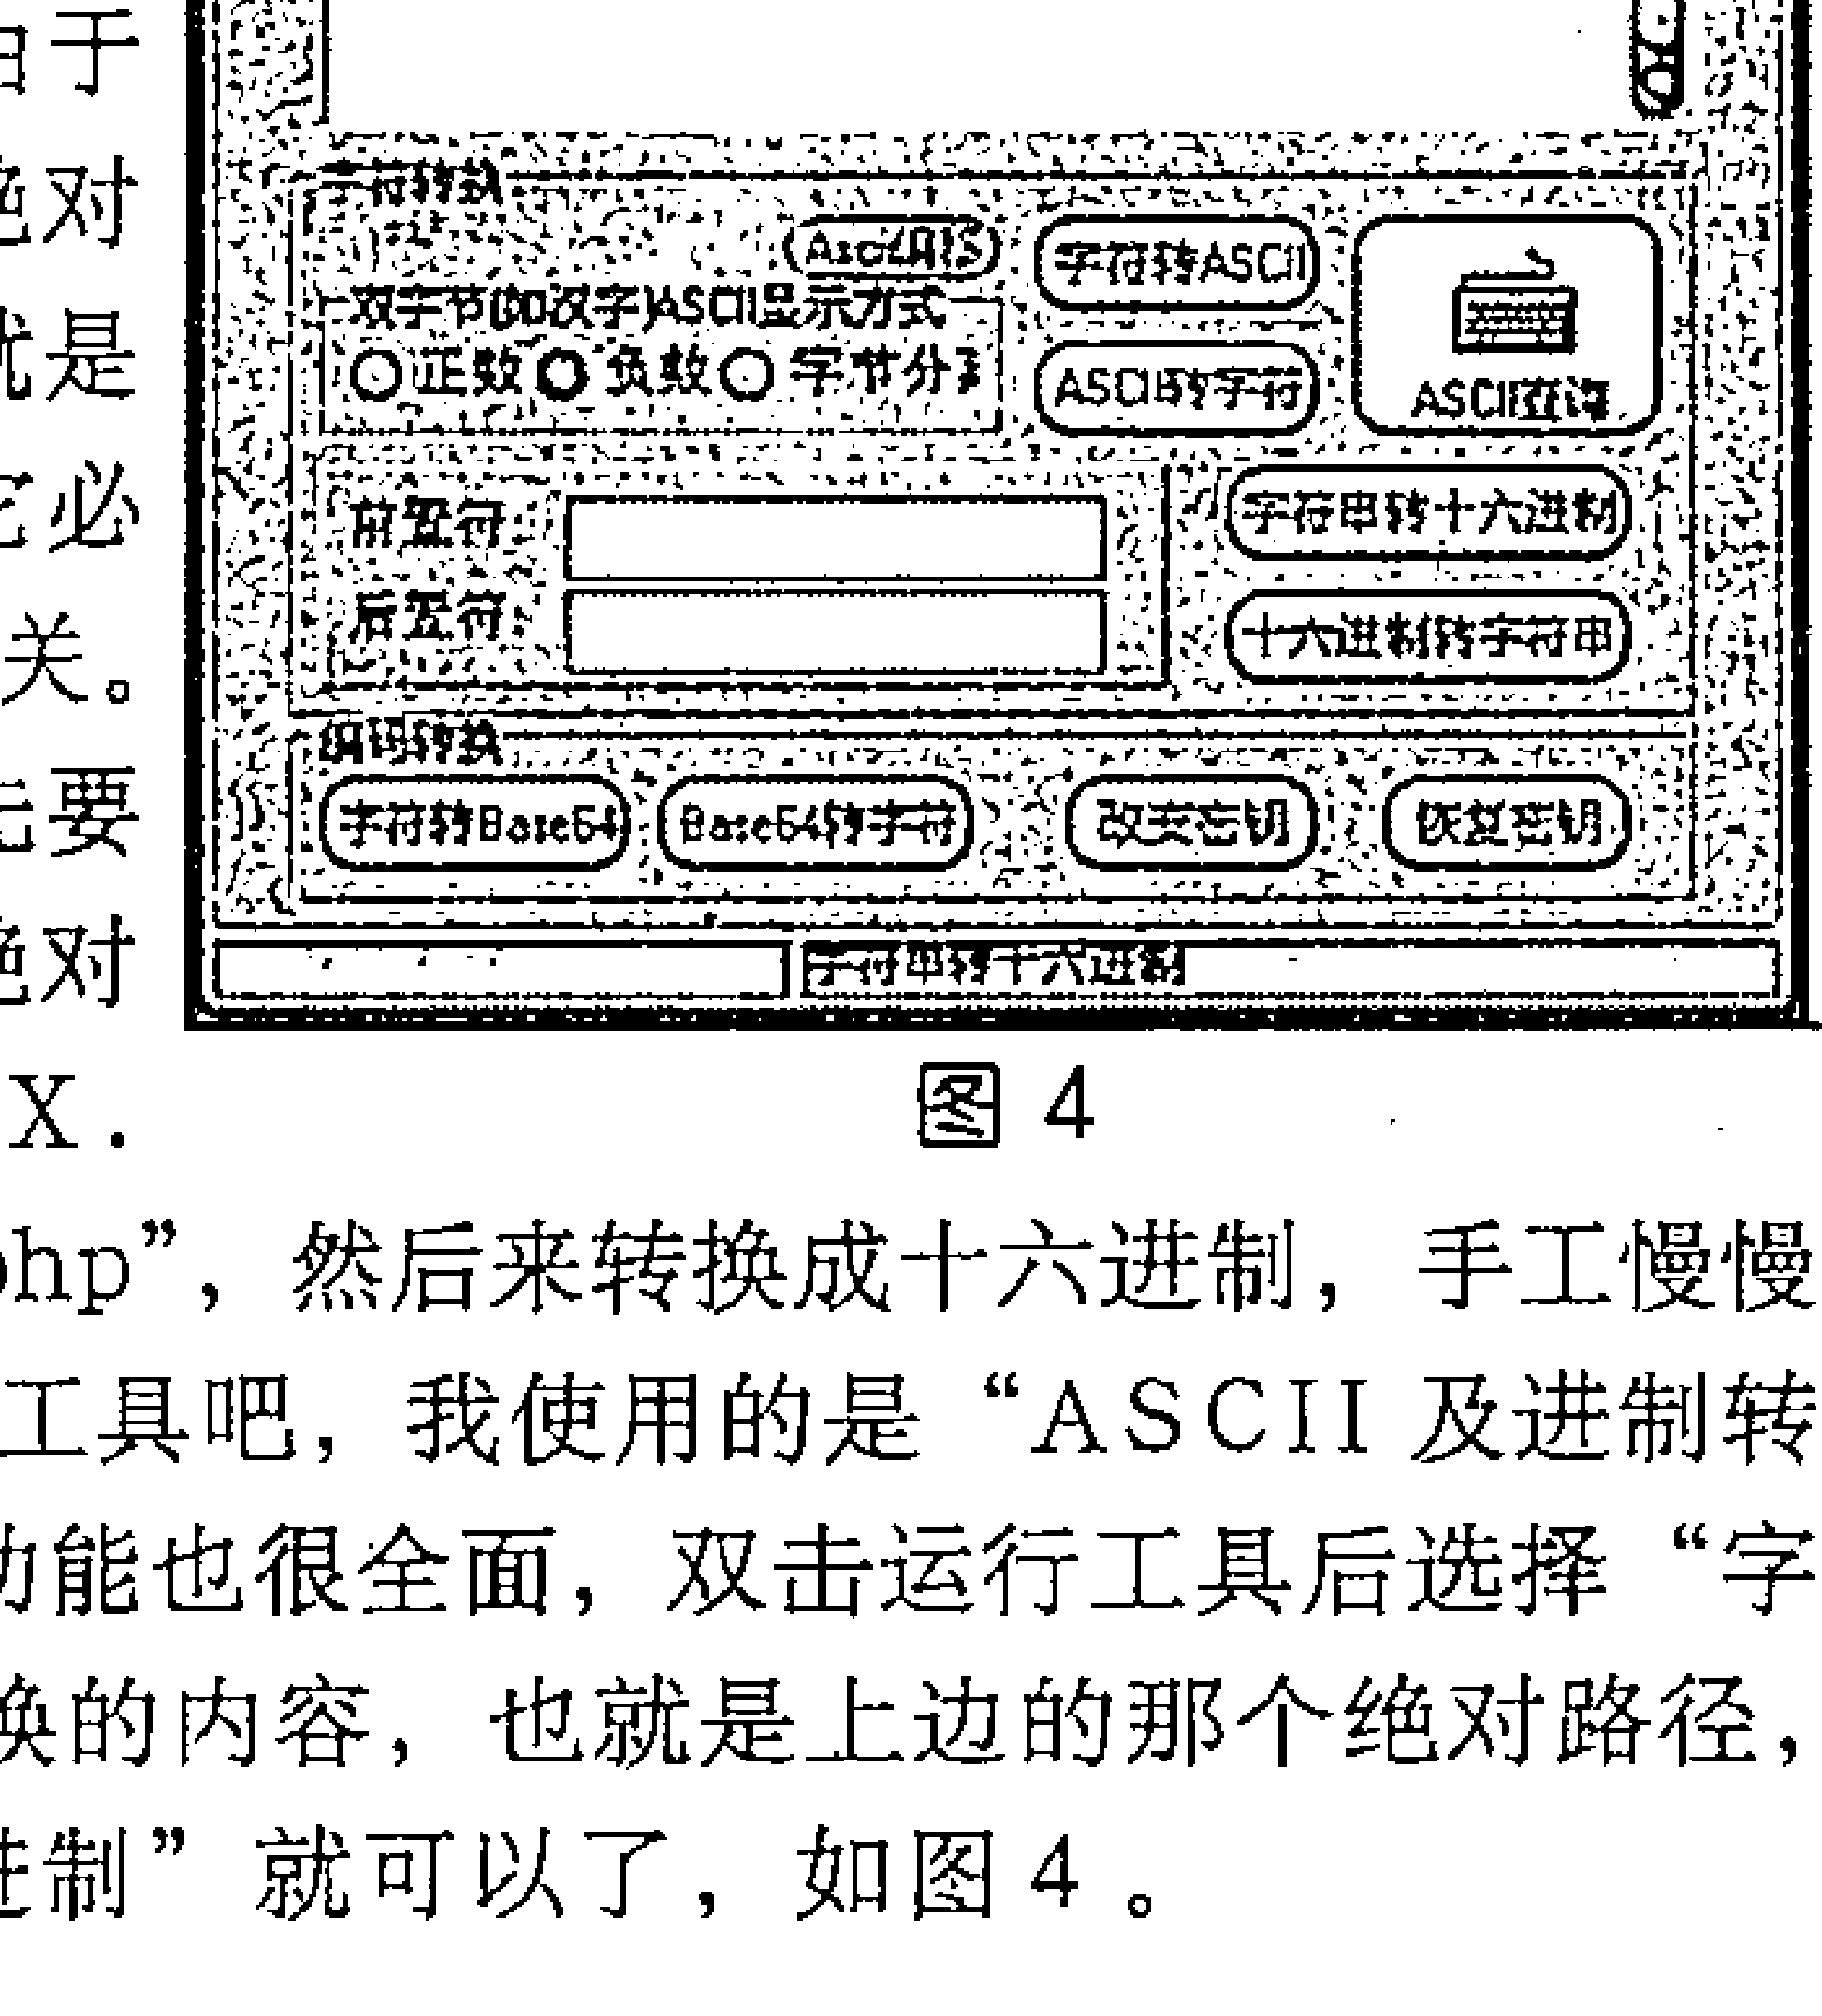 由于
绝对
就是
它必
关。
先要
绝对
X.
字符转换
字符转ASCII
双字节(如汉字)ASCII显示方式
正数 负数 字节分
ASCII转字符
ASCII查询
前置符
后置符
字符串转十六进制
十六进制转字符串
编码转换
字符转Base64 Base64转字符 改变密钥 恢复密钥
字符串转十六进制
图 4
php”，然后来转换成十六进制，手工慢慢
工具吧，我使用的是“ASCII及进制转
功能也很全面，双击运行工具后选择“字
换的内容，也就是上边的那个绝对路径，
进制”就可以了，如图4。